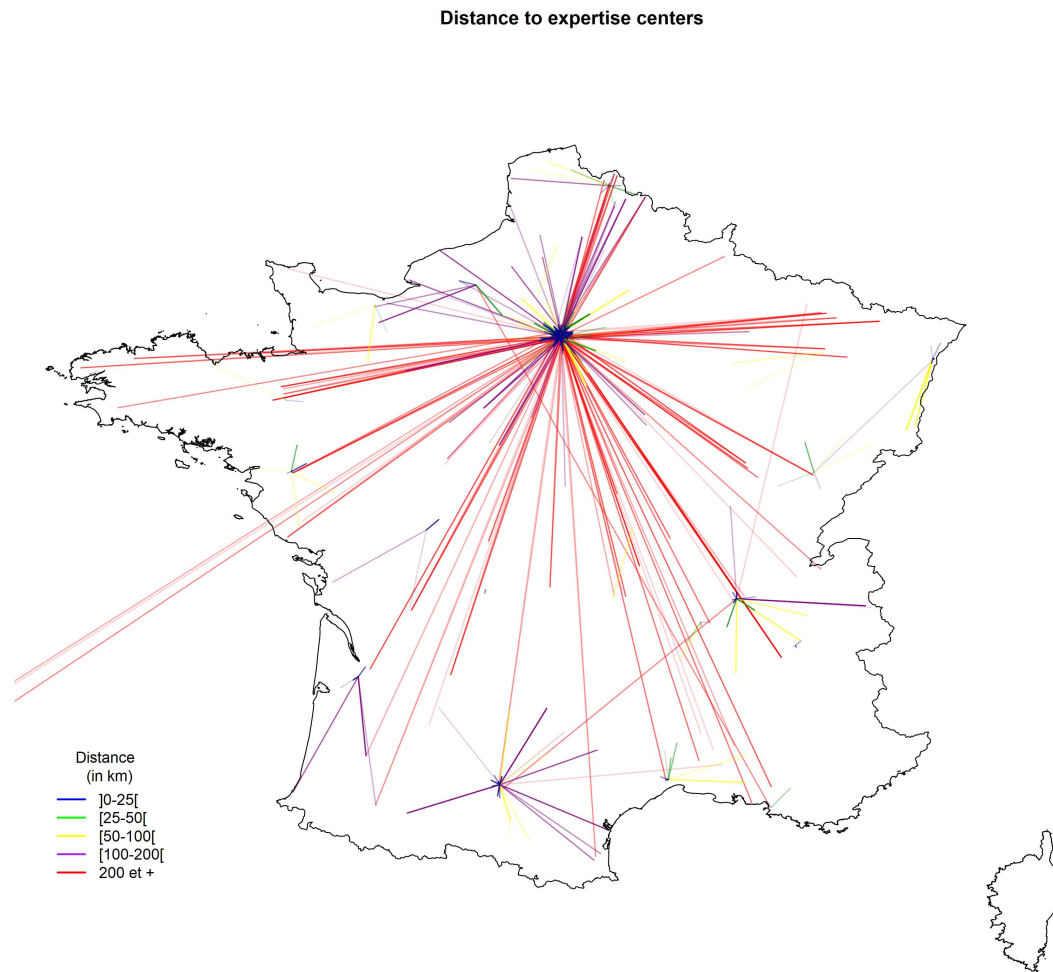 Distance to expertise centers
Distance
(in km)
]0-25[
[25-50[
[50-100[
[100-200[
200 et +